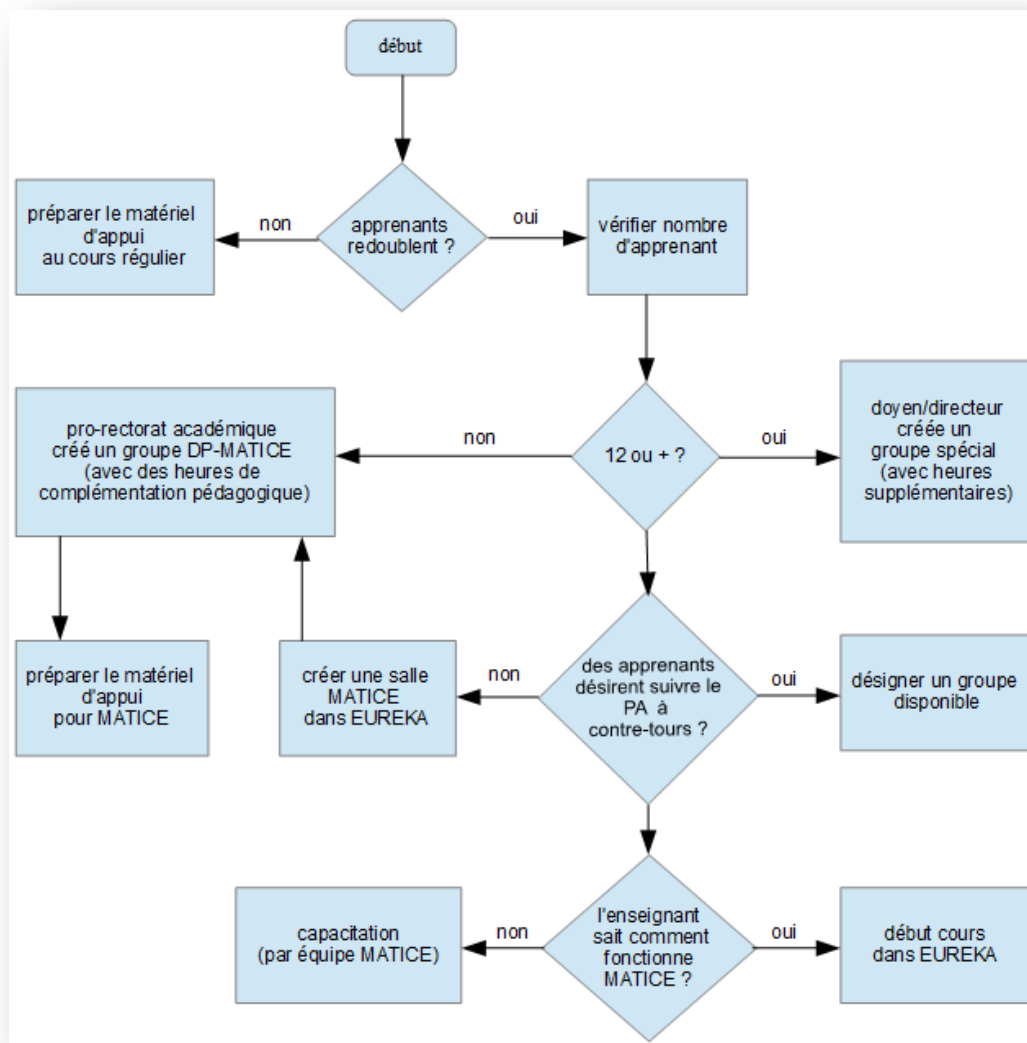 début
apprenants
redoublent ?
non
oui
préparer le matériel
d'appui
au cours régulier
vérifier nombre
d'apprenant
12 ou + ?
non
oui
pro-rectorat académique
créé un groupe DP-MATICE
(avec des heures de
complémentation pédagogique)
doyen/directeur
créée un
groupe spécial
(avec heures
supplémentaires)
préparer le matériel
d'appui
pour MATICE
créer une salle
MATICE
dans EUREKA
non
des apprenants
désirent suivre le
PA à
contre-tours ?
oui
désigner un groupe
disponible
capacitation
(par équipe MATICE)
non
l'enseignant
sait comment
fonctionne
MATICE ?
oui
début cours
dans EUREKA